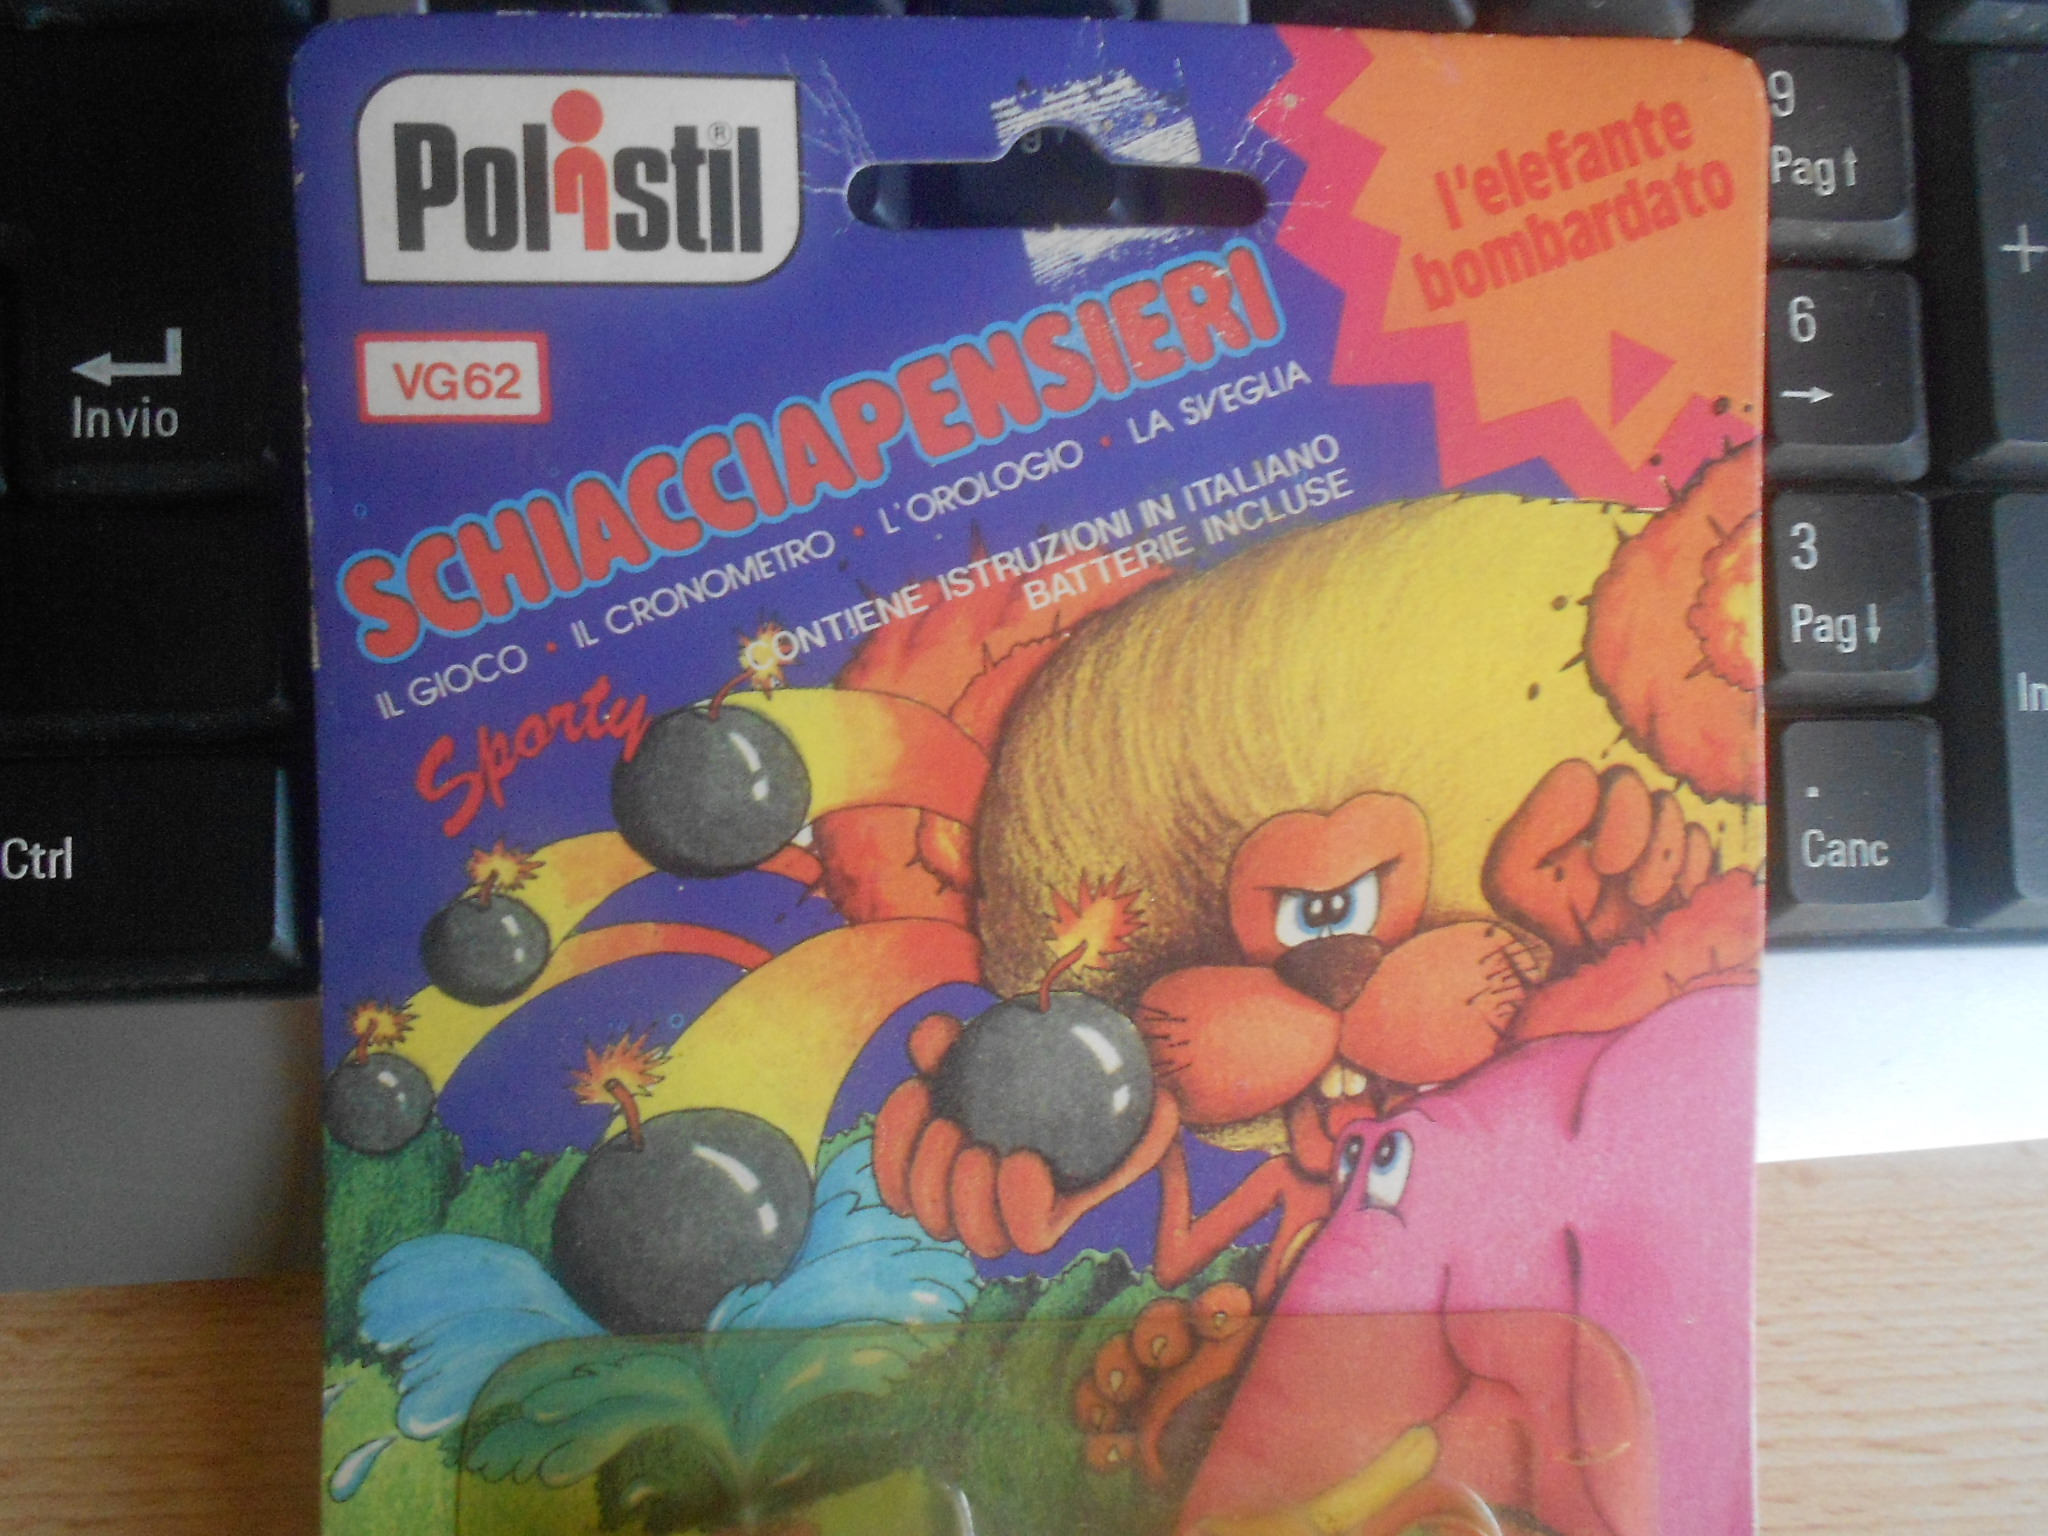 Polistil®
l'elefante
bombardato
VG62
SCHIACCIAPENSIERI
IL GIOCO • IL CRONOMETRO • L'OROLOGIO • LA SVEGLIA
CONTIENE ISTRUZIONI IN ITALIANO
BATTERIE INCLUSE
Sporty
Invio
Ctrl
9
Pag↑
+
6
→
3
Pag↓
.
Canc